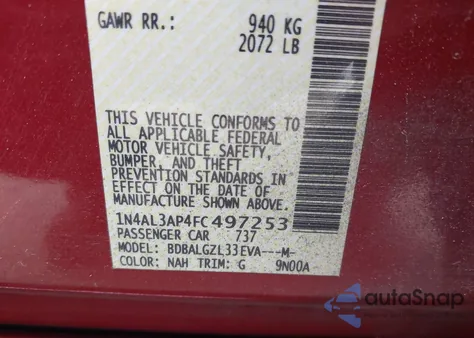 GAWR RR.: 940 KG
2072 LB
THIS VEHICLE CONFORMS TO
ALL APPLICABLE FEDERAL
MOTOR VEHICLE SAFETY,
BUMPER, AND THEFT
PREVENTION STANDARDS IN
EFFECT ON THE DATE OF
MANUFACTURE SHOWN ABOVE.
1N4AL3AP4FC497253
PASSENGER CAR 737
MODEL: BDBALGZL33EVA---M-
COLOR: NAH TRIM: G 9N00A
autoSnap